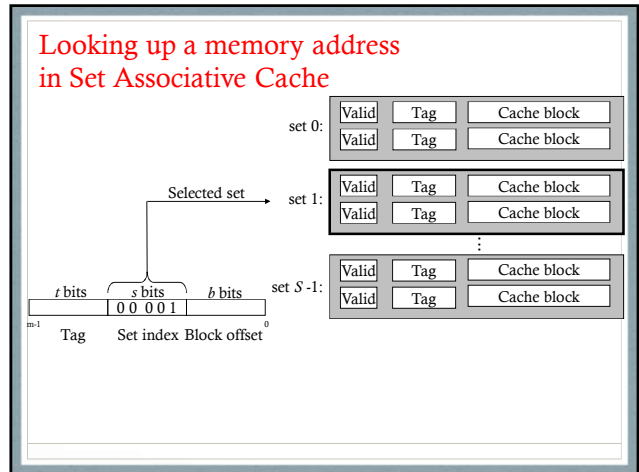 Looking up a memory address
in Set Associative Cache
set 0:
Valid Tag Cache block
Valid Tag Cache block
Selected set
set 1:
Valid Tag Cache block
Valid Tag Cache block
⋮
set S -1:
Valid Tag Cache block
Valid Tag Cache block
t bits s bits b bits
0 0 0 0 1
m-1 0
Tag Set index Block offset